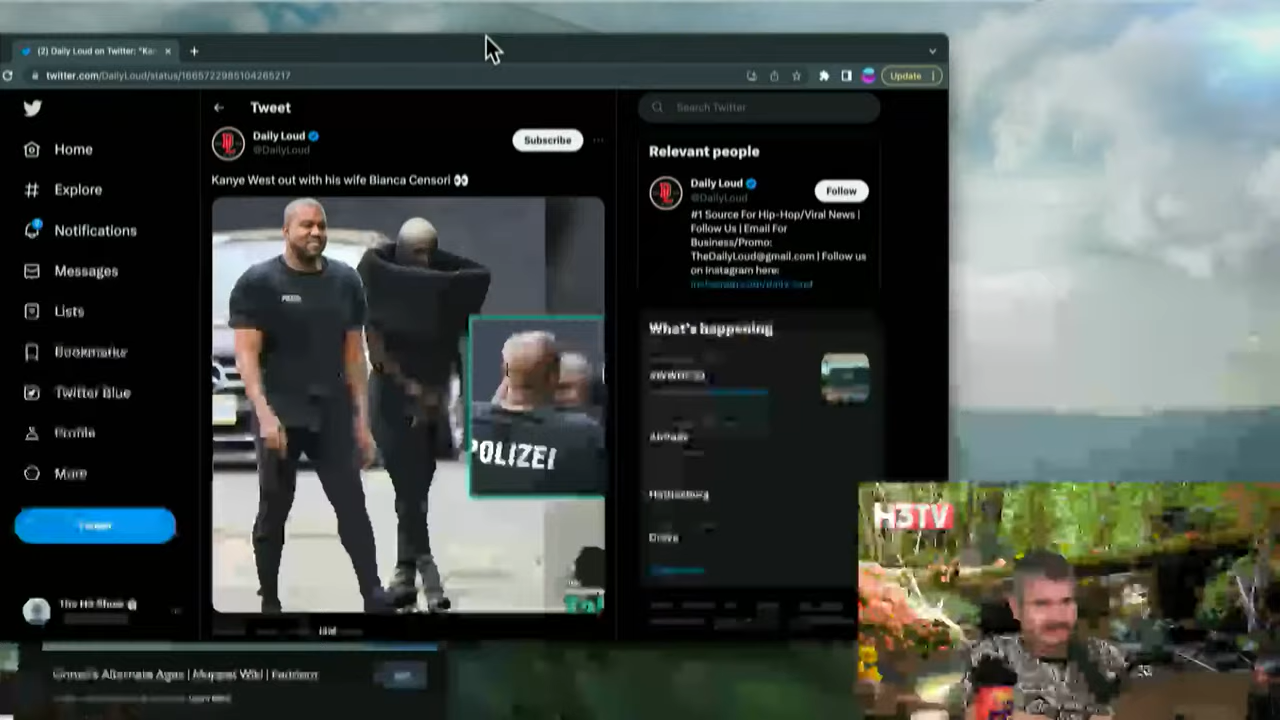 (2) Daily Loud on Twitter: "Ka
twitter.com/DailyLoud/status/1665722985104265217
Update
Tweet
Search Twitter
Home
Explore
Notifications
Messages
Lists
Bookmarks
Twitter Blue
Profile
More
Daily Loud
@DailyLoud
Subscribe
Kanye West out with his wife Bianca Censori 👀
POLIZEI
Relevant people
Daily Loud
@DailyLoud
Follow
#1 Source For Hip-Hop/Viral News |
Follow Us | Email For
Business/Promo:
TheDailyLoud@gmail.com | Follow us
on Instagram here:
instagram.com/daily.loud
What's happening
The H3 Show
Alternate Ages | Muppet Wiki | Fandom
H3TV